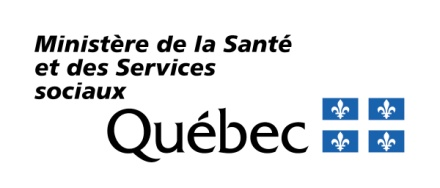 Ministère de la Santé
et des Services
sociaux
Québec